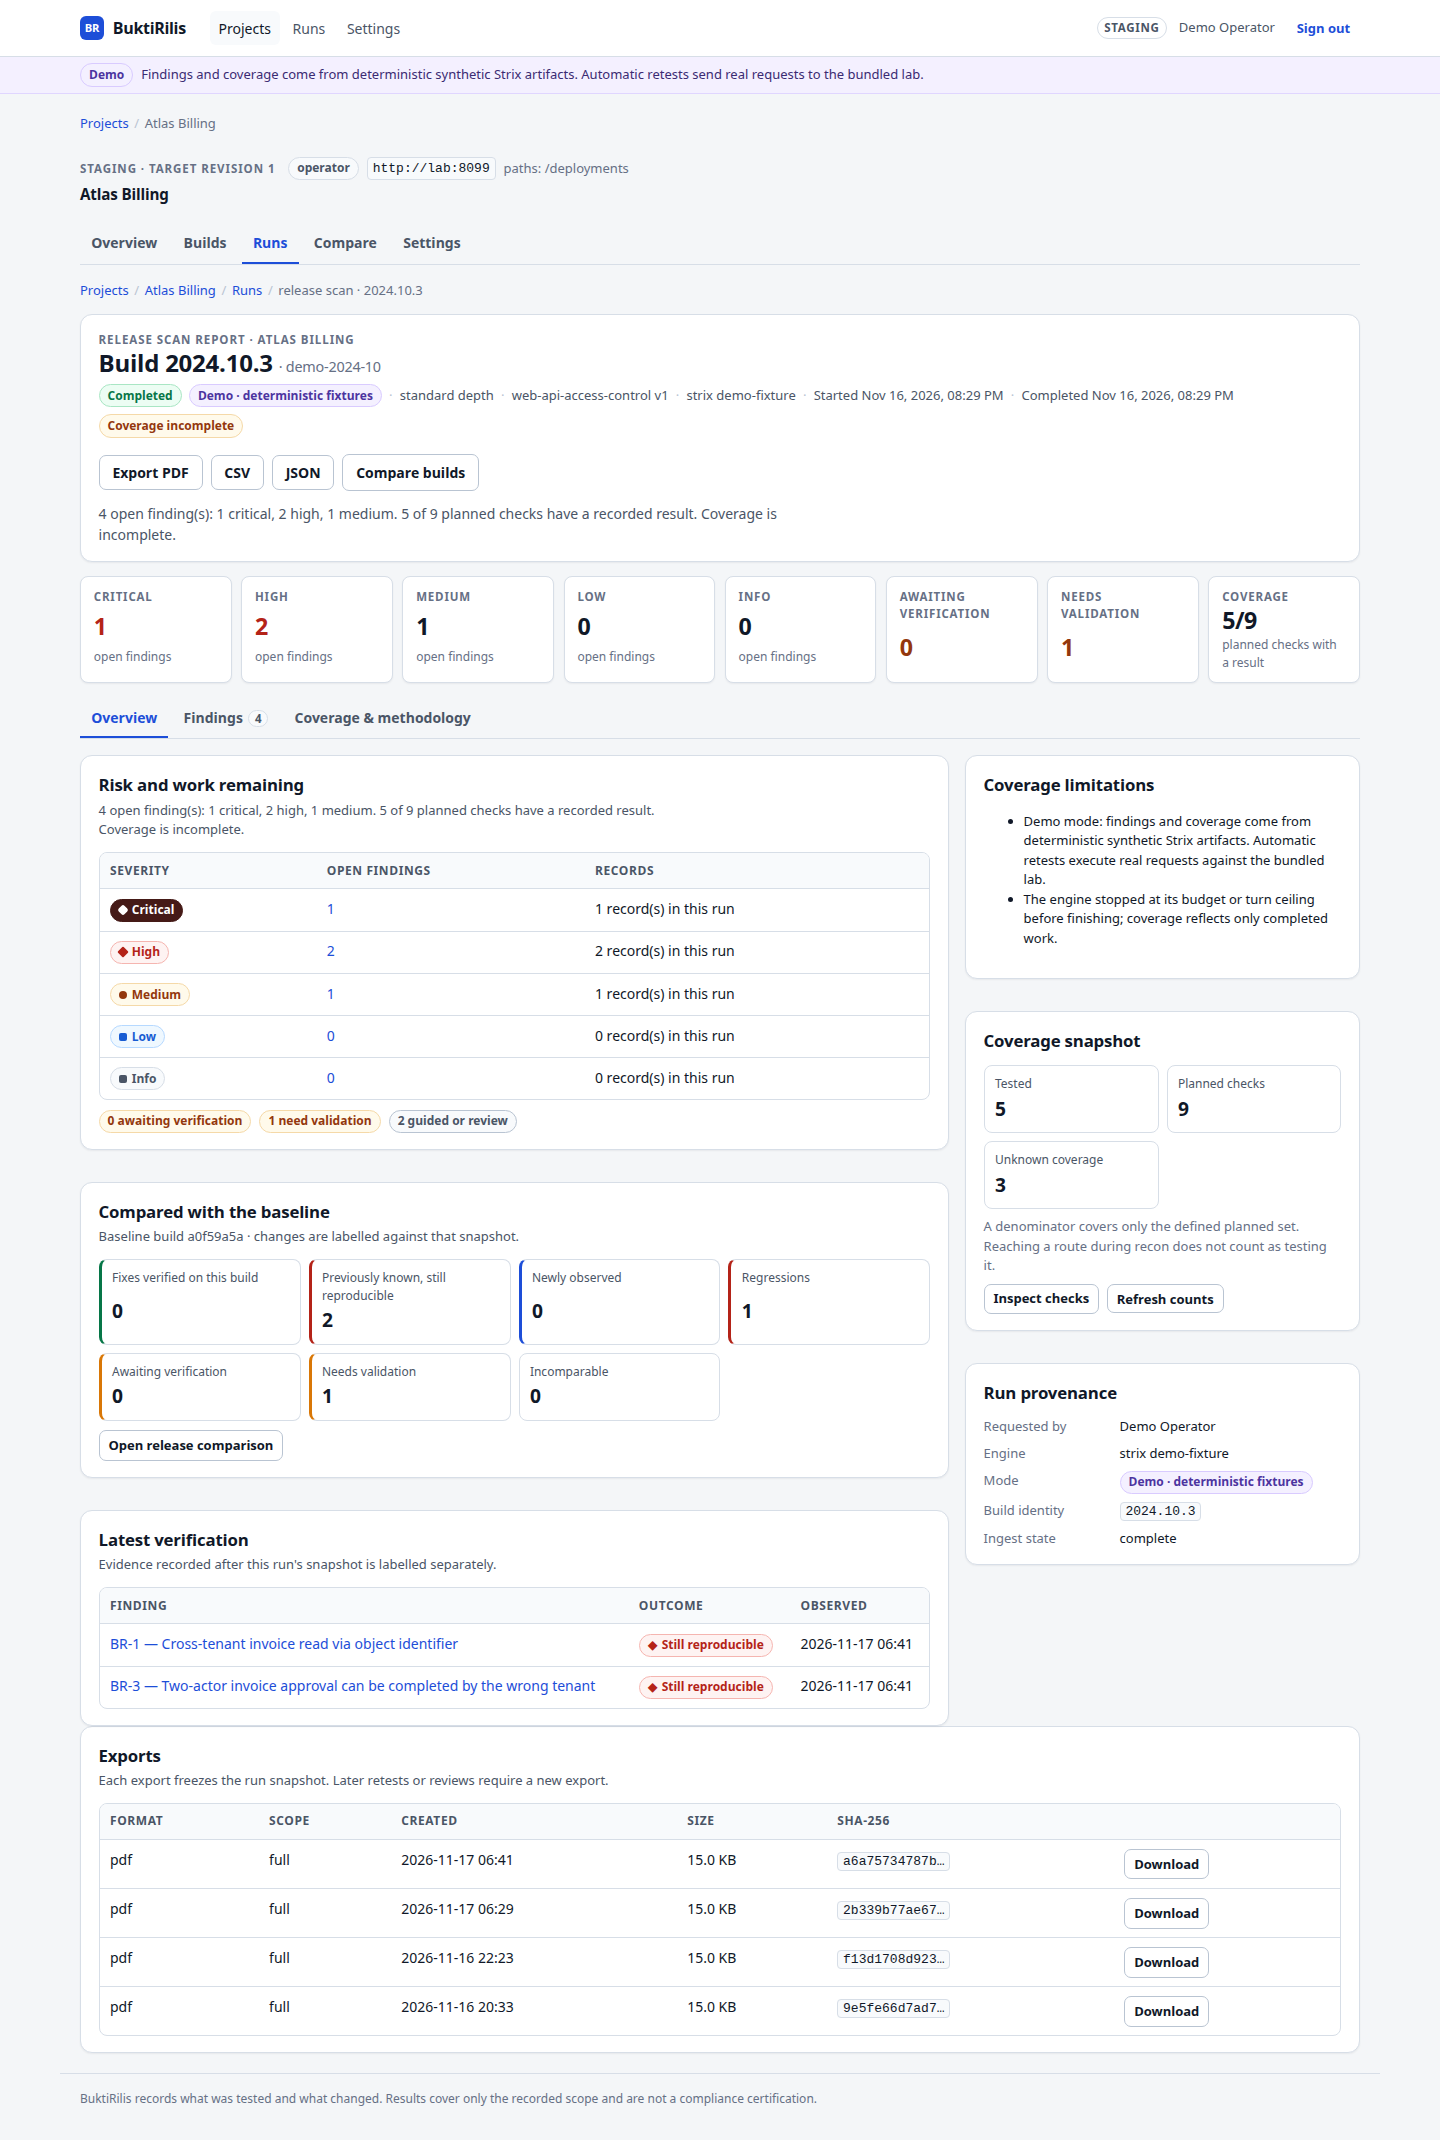 BR BuktiRilis Projects Runs Settings STAGING Demo Operator Sign out
Demo Findings and coverage come from deterministic synthetic Strix artifacts. Automatic retests send real requests to the bundled lab.
Projects / Atlas Billing
STAGING · TARGET REVISION 1 operator http://lab:8099 paths: /deployments
Atlas Billing
Overview Builds Runs Compare Settings
Projects / Atlas Billing / Runs / release scan · 2024.10.3
RELEASE SCAN REPORT · ATLAS BILLING
Build 2024.10.3 · demo-2024-10
Completed Demo · deterministic fixtures · standard depth · web-api-access-control v1 · strix demo-fixture · Started Nov 16, 2026, 08:29 PM · Completed Nov 16, 2026, 08:29 PM
Coverage incomplete
Export PDF CSV JSON Compare builds
4 open finding(s): 1 critical, 2 high, 1 medium. 5 of 9 planned checks have a recorded result. Coverage is
incomplete.
CRITICAL
1
open findings
HIGH
2
open findings
MEDIUM
1
open findings
LOW
0
open findings
INFO
0
open findings
AWAITING
VERIFICATION
0
NEEDS
VALIDATION
1
COVERAGE
5/9
planned checks with
a result
Overview Findings 4 Coverage & methodology
Risk and work remaining
4 open finding(s): 1 critical, 2 high, 1 medium. 5 of 9 planned checks have a recorded result.
Coverage is incomplete.
SEVERITY OPEN FINDINGS RECORDS
Critical 1 1 record(s) in this run
High 2 2 record(s) in this run
Medium 1 1 record(s) in this run
Low 0 0 record(s) in this run
Info 0 0 record(s) in this run
0 awaiting verification 1 need validation 2 guided or review
Compared with the baseline
Baseline build a0f59a5a · changes are labelled against that snapshot.
Fixes verified on this build
0
Previously known, still
reproducible
2
Newly observed
0
Regressions
1
Awaiting verification
0
Needs validation
1
Incomparable
0
Open release comparison
Latest verification
Evidence recorded after this run's snapshot is labelled separately.
FINDING OUTCOME OBSERVED
BR-1 — Cross-tenant invoice read via object identifier Still reproducible 2026-11-17 06:41
BR-3 — Two-actor invoice approval can be completed by the wrong tenant Still reproducible 2026-11-17 06:41
Coverage limitations
• Demo mode: findings and coverage come from
deterministic synthetic Strix artifacts. Automatic
retests execute real requests against the bundled
lab.
• The engine stopped at its budget or turn ceiling
before finishing; coverage reflects only completed
work.
Coverage snapshot
Tested
5
Planned checks
9
Unknown coverage
3
A denominator covers only the defined planned set.
Reaching a route during recon does not count as testing
it.
Inspect checks Refresh counts
Run provenance
Requested by Demo Operator
Engine strix demo-fixture
Mode Demo · deterministic fixtures
Build identity 2024.10.3
Ingest state complete
Exports
Each export freezes the run snapshot. Later retests or reviews require a new export.
FORMAT SCOPE CREATED SIZE SHA-256
pdf full 2026-11-17 06:41 15.0 KB a6a75734787b… Download
pdf full 2026-11-17 06:29 15.0 KB 2b339b77ae67… Download
pdf full 2026-11-16 22:23 15.0 KB f13d1708d923… Download
pdf full 2026-11-16 20:33 15.0 KB 9e5fe66d7ad7… Download
BuktiRilis records what was tested and what changed. Results cover only the recorded scope and are not a compliance certification.